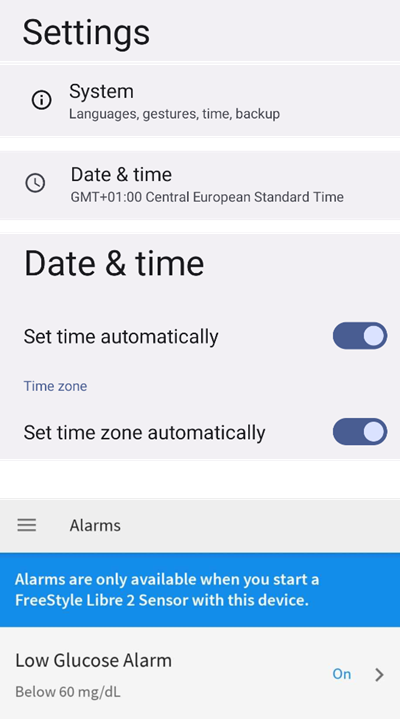 Settings
System
Languages, gestures, time, backup
Date & time
GMT+01:00 Central European Standard Time
Date & time
Set time automatically
Time zone
Set time zone automatically
Alarms
Alarms are only available when you start a
FreeStyle Libre 2 Sensor with this device.
Low Glucose Alarm
On
Below 60 mg/dL